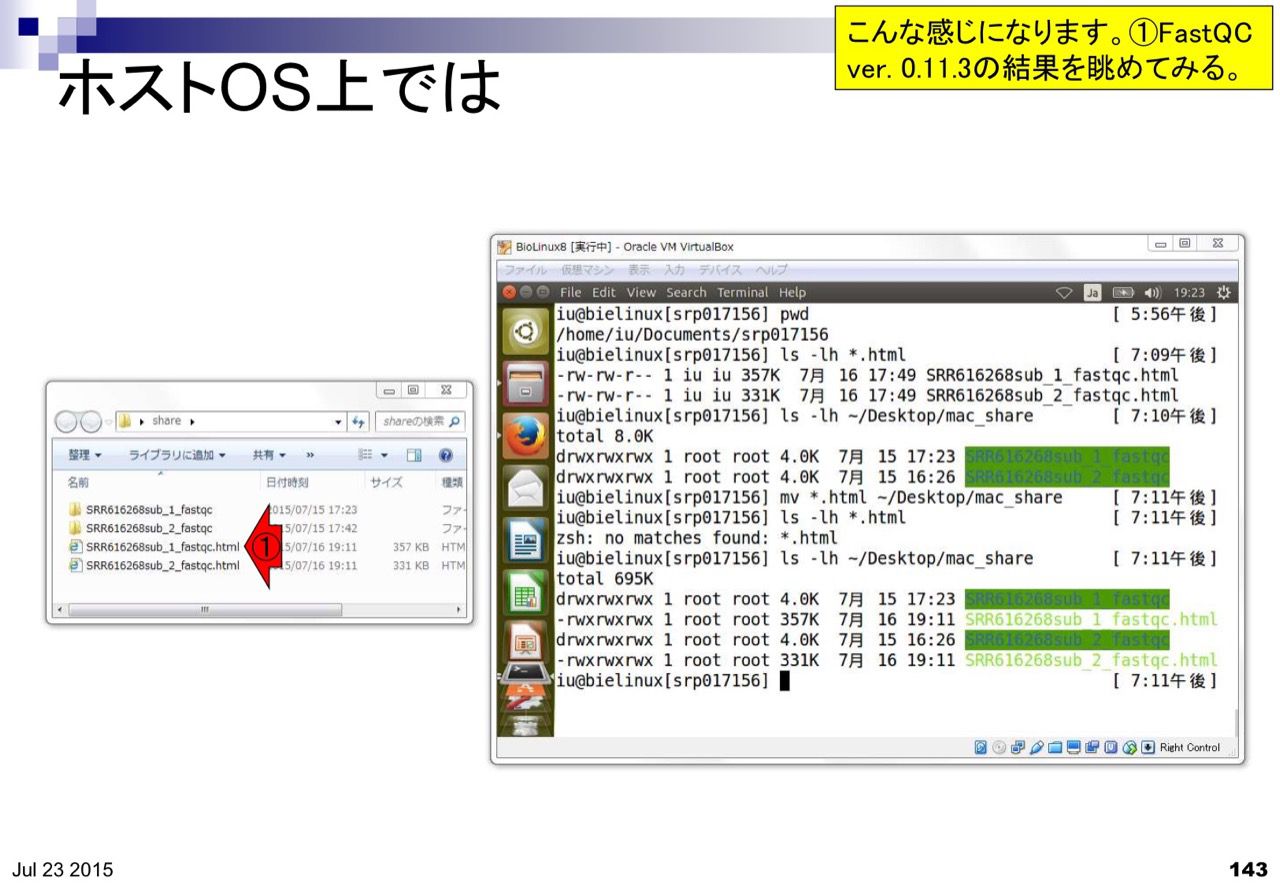 こんな感じになります。①FastQC
ver. 0.11.3の結果を眺めてみる。
ホストOS上では
share
shareの検索
整理 ライブラリに追加 共有 »
名前 日付時刻 サイズ 種類
SRR616268sub_1_fastqc 2015/07/15 17:23 ファ
SRR616268sub_2_fastqc 15/07/15 17:42 ファ
SRR616268sub_1_fastqc.html ① 5/07/16 19:11 357 KB HTM
SRR616268sub_2_fastqc.html 15/07/16 19:11 331 KB HTM
BioLinux8 [実行中] - Oracle VM VirtualBox
ファイル 仮想マシン 表示 入力 デバイス ヘルプ
File Edit View Search Terminal Help Ja 19:23
iu@bielinux[srp017156] pwd [ 5:56午後]
/home/iu/Documents/srp017156
iu@bielinux[srp017156] ls -lh *.html [ 7:09午後]
-rw-rw-r-- 1 iu iu 357K 7月 16 17:49 SRR616268sub_1_fastqc.html
-rw-rw-r-- 1 iu iu 331K 7月 16 17:49 SRR616268sub_2_fastqc.html
iu@bielinux[srp017156] ls -lh ~/Desktop/mac_share [ 7:10午後]
total 8.0K
drwxrwxrwx 1 root root 4.0K 7月 15 17:23 SRR616268sub_1_fastqc
drwxrwxrwx 1 root root 4.0K 7月 15 16:26 SRR616268sub_2_fastqc
iu@bielinux[srp017156] mv *.html ~/Desktop/mac_share [ 7:11午後]
iu@bielinux[srp017156] ls -lh *.html [ 7:11午後]
zsh: no matches found: *.html
iu@bielinux[srp017156] ls -lh ~/Desktop/mac_share [ 7:11午後]
total 695K
drwxrwxrwx 1 root root 4.0K 7月 15 17:23 SRR616268sub_1_fastqc
-rwxrwxrwx 1 root root 357K 7月 16 19:11 SRR616268sub_1_fastqc.html
drwxrwxrwx 1 root root 4.0K 7月 15 16:26 SRR616268sub_2_fastqc
-rwxrwxrwx 1 root root 331K 7月 16 19:11 SRR616268sub_2_fastqc.html
iu@bielinux[srp017156] [ 7:11午後]
Right Control
Jul 23 2015
143